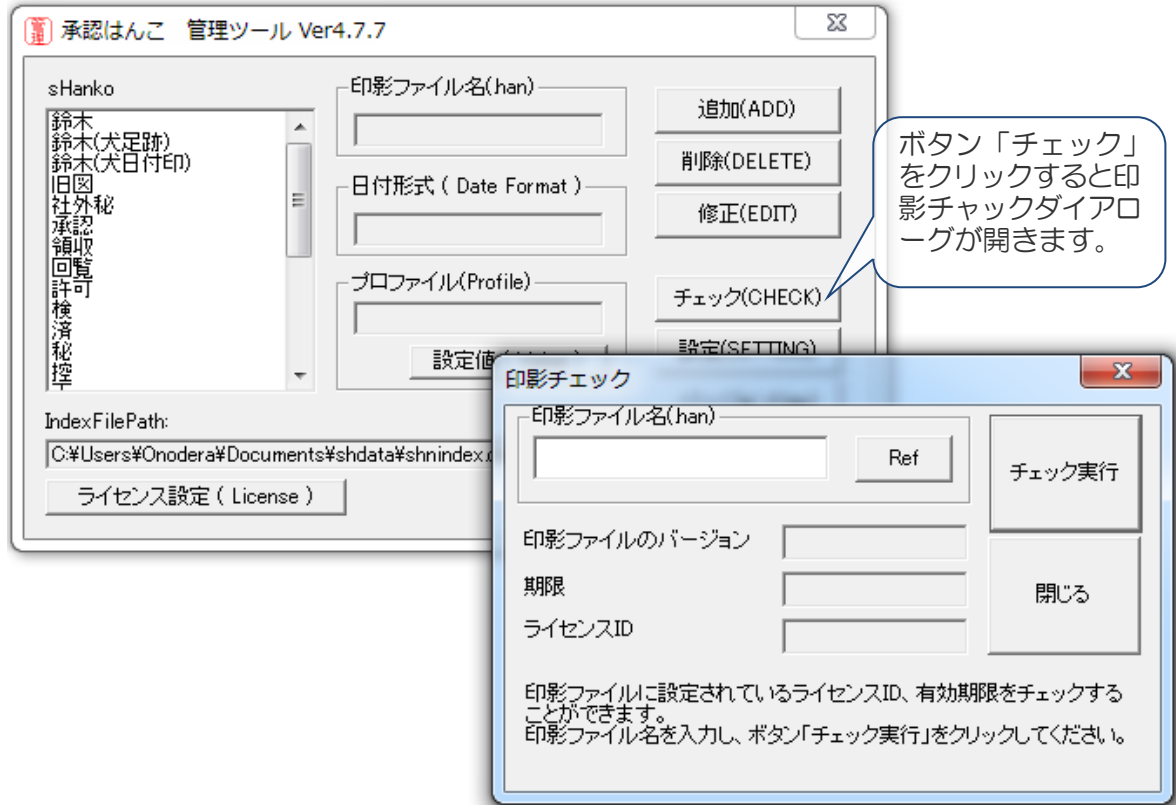 承認はんこ 管理ツール Ver4.7.7
sHanko
鈴木
鈴木(犬足跡)
鈴木(犬日付印)
旧図
社外秘
承認
領収
回覧
許可
検
済
秘
控
印影ファイル名(.han)
日付形式 ( Date Format )
プロファイル(Profile)
設定値
追加(ADD)
削除(DELETE)
修正(EDIT)
チェック(CHECK)
設定(SETTING)
ボタン「チェック」
をクリックすると印
影チャックダイアロ
ーグが開きます。
IndexFilePath:
C:¥Users¥Onodera¥Documents¥shdata¥shnindex.
ライセンス設定 ( License )
印影チェック
印影ファイル名(.han)
Ref
チェック実行
印影ファイルのバージョン
期限
ライセンスID
閉じる
印影ファイルに設定されているライセンスID、有効期限をチェックする
ことができます。
印影ファイル名を入力し、ボタン「チェック実行」をクリックしてください。